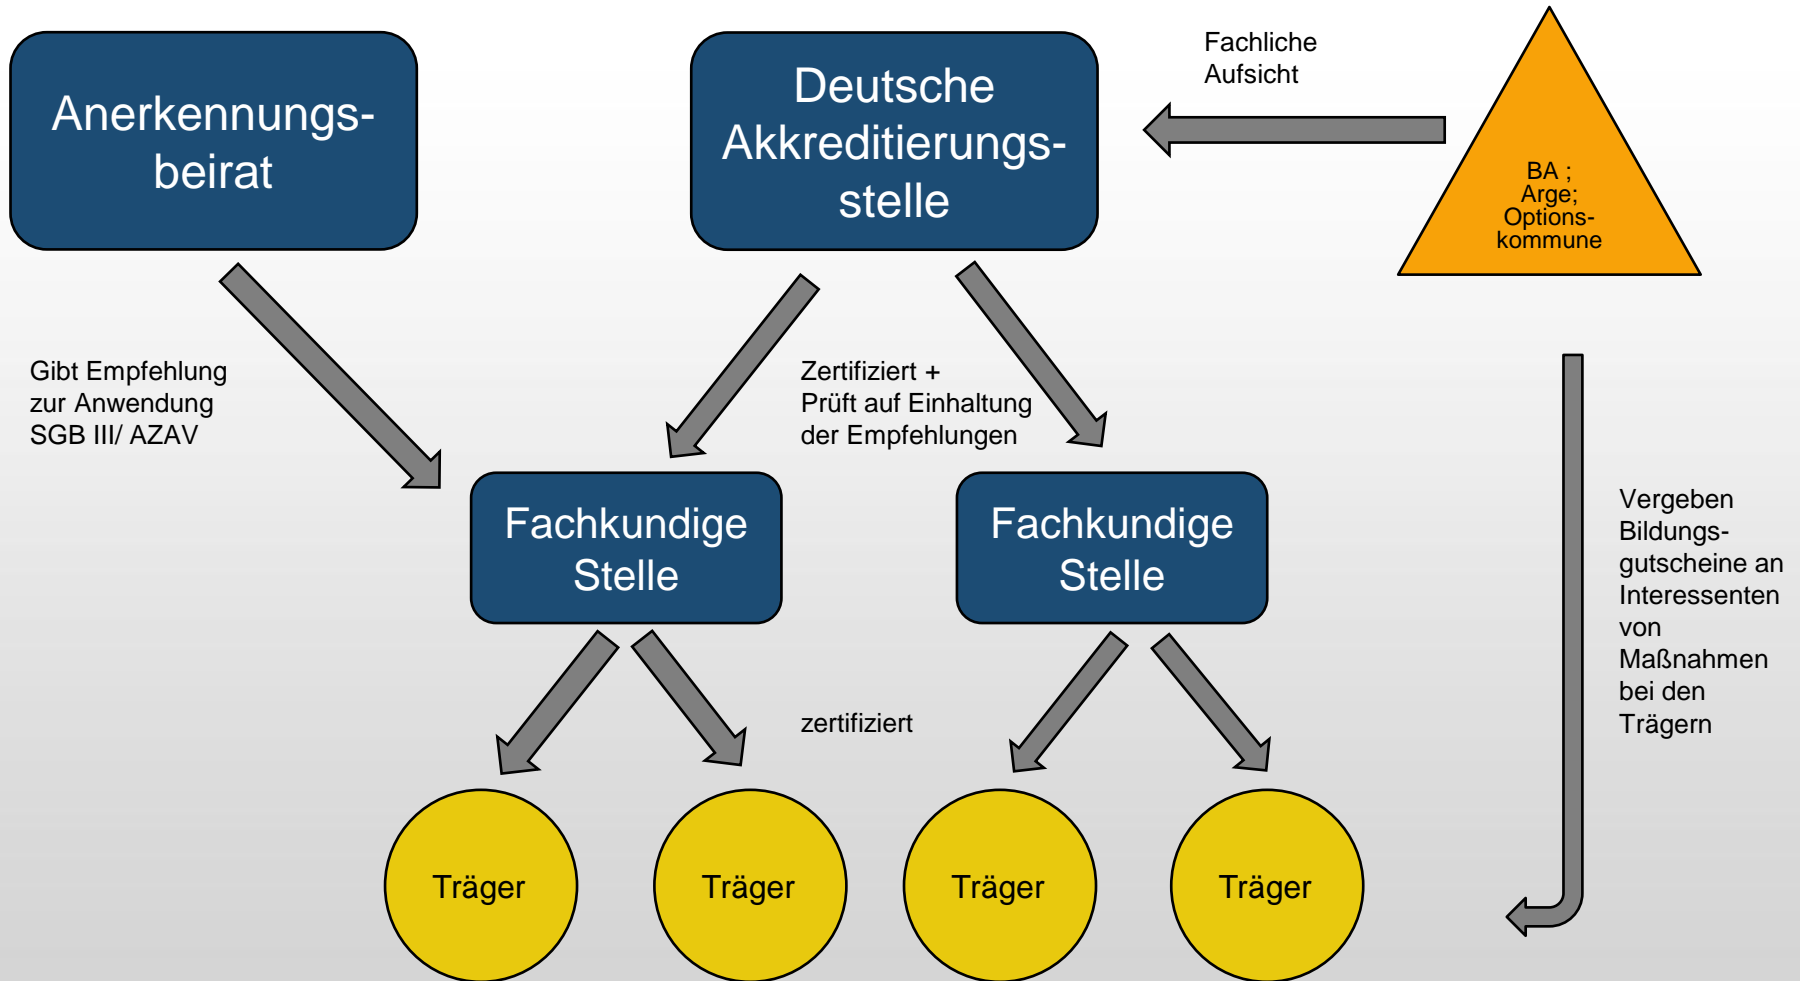 Anerkennungs-
beirat
Deutsche
Akkreditierungs-
stelle
Fachliche
Aufsicht
BA ;
Arge;
Options-
kommune
Gibt Empfehlung
zur Anwendung
SGB III/ AZAV
Zertifiziert +
Prüft auf Einhaltung
der Empfehlungen
Fachkundige
Stelle
Fachkundige
Stelle
Vergeben
Bildungs-
gutscheine an
Interessenten
von
Maßnahmen
bei den
Trägern
zertifiziert
Träger
Träger
Träger
Träger